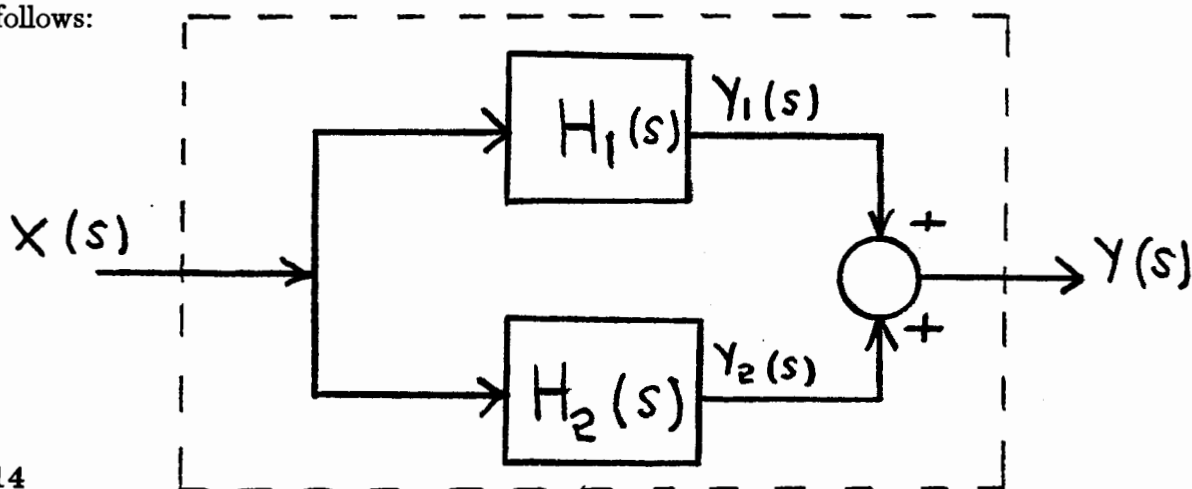 follows:
H₁(s)
Y₁(s)
+
X(s)
Y(s)
+
H₂(s)
Y₂(s)
14